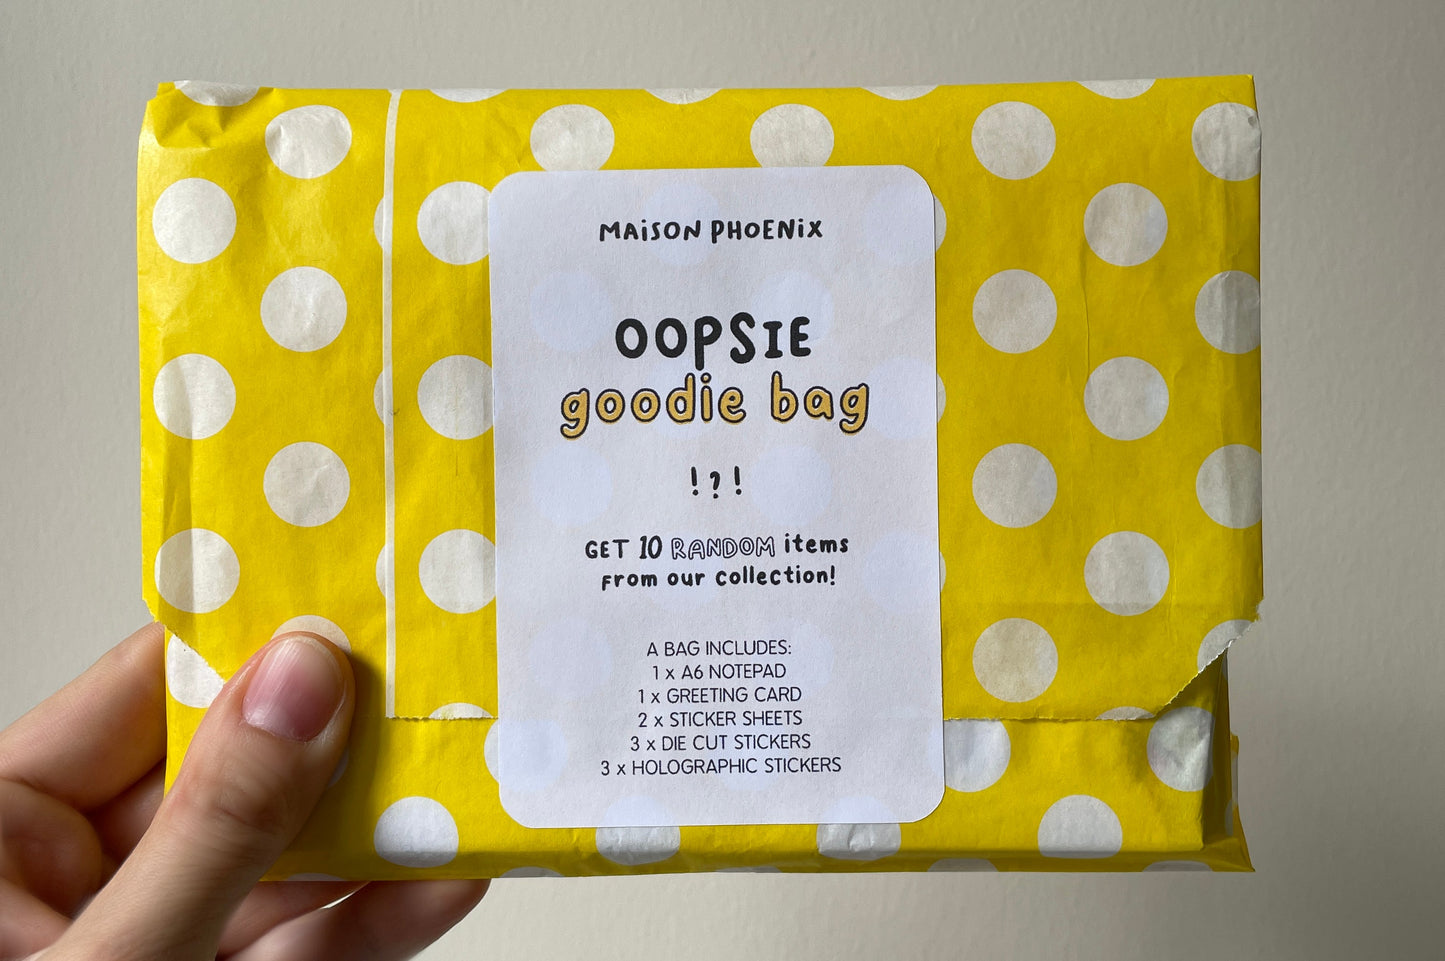 MAiSON PHOENiX
OOPSIE
goodie bag
!?!
GET 10 RANDOM items
from our collection!
A BAG INCLUDES:
1 x A6 NOTEPAD
1 x GREETING CARD
2 x STICKER SHEETS
3 x DIE CUT STICKERS
3 x HOLOGRAPHIC STICKERS